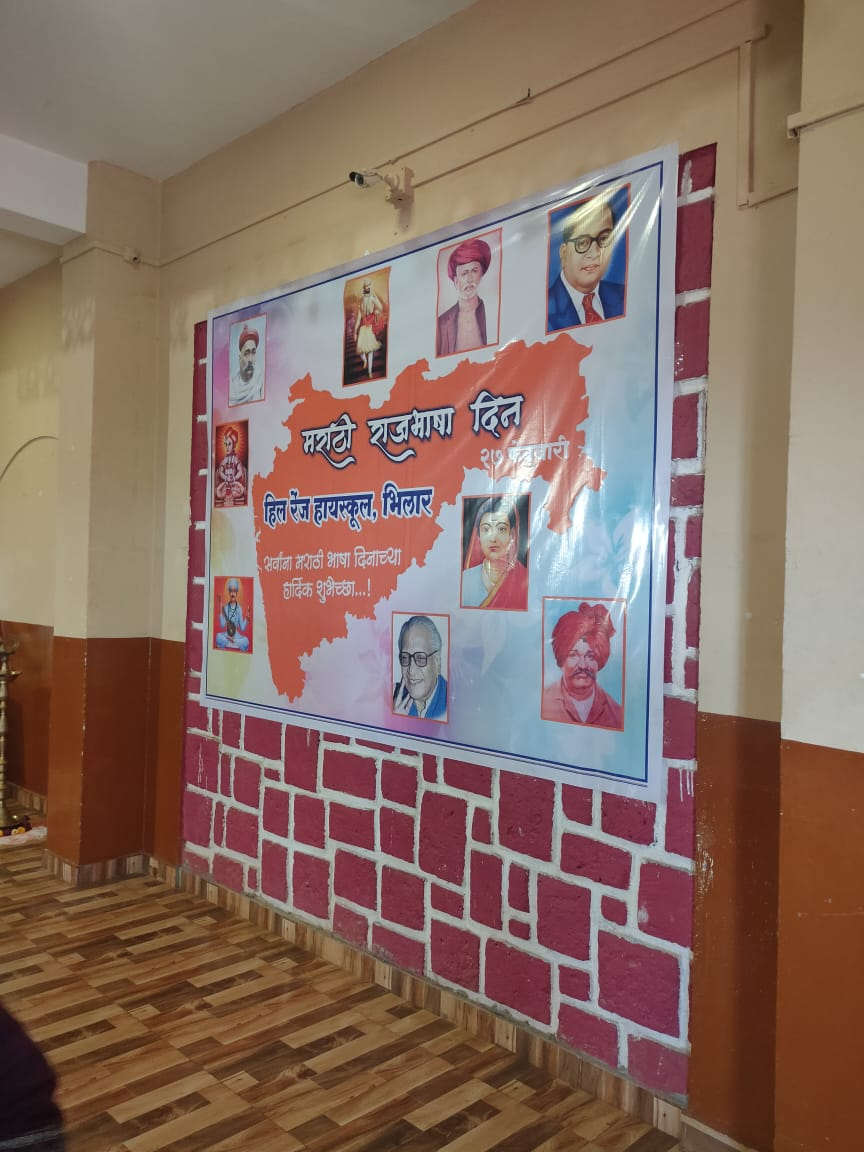 मराठी राजभाषा दिन
२७ फेब्रुवारी
हिल रेंज हायस्कूल, भिलार
सर्वांना मराठी भाषा दिनाच्या
हार्दिक शुभेच्छा...!